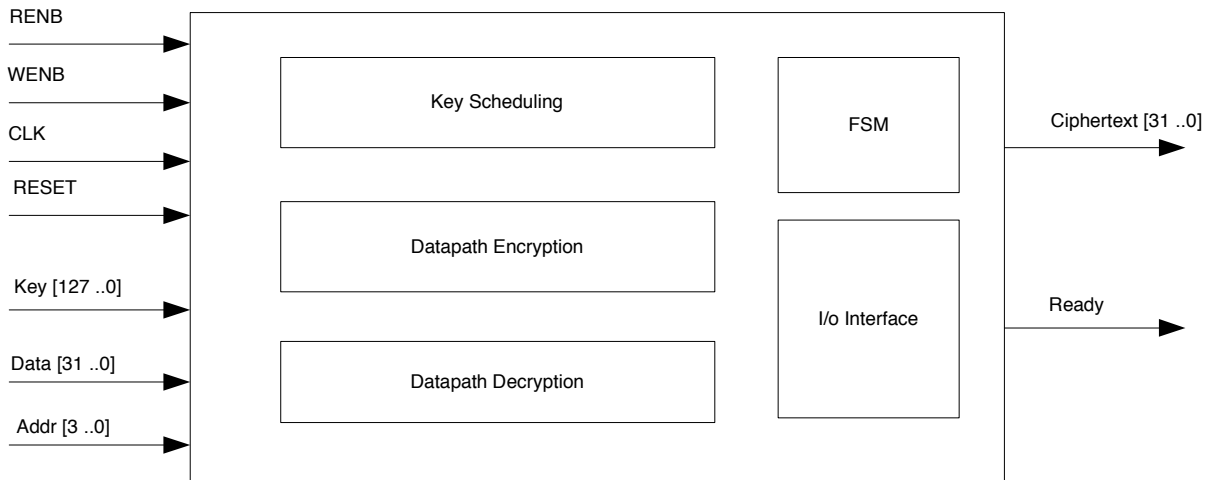 RENB
WENB
CLK
RESET
Key [127 ..0]
Data [31 ..0]
Addr [3 ..0]
Key Scheduling
Datapath Encryption
Datapath Decryption
FSM
I/o Interface
Ciphertext [31 ..0]
Ready